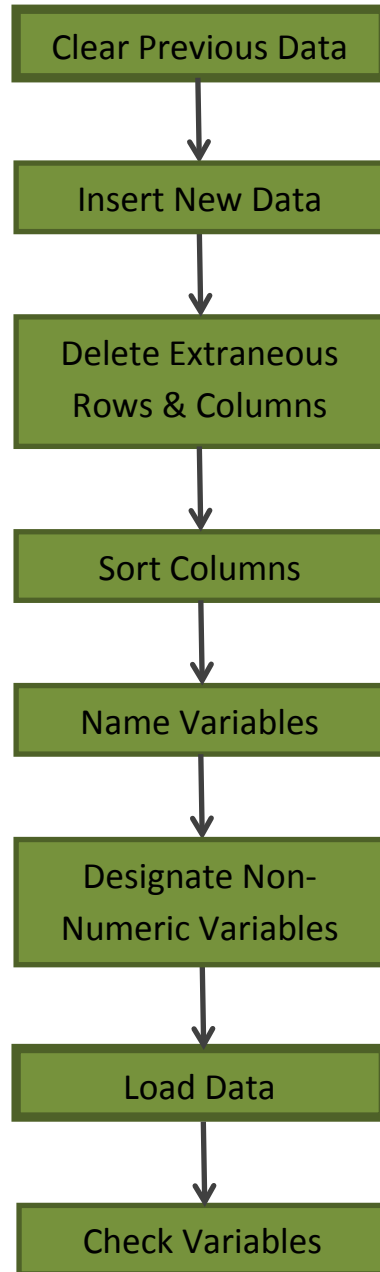 Clear Previous Data
Insert New Data
Delete Extraneous
Rows & Columns
Sort Columns
Name Variables
Designate Non-
Numeric Variables
Load Data
Check Variables